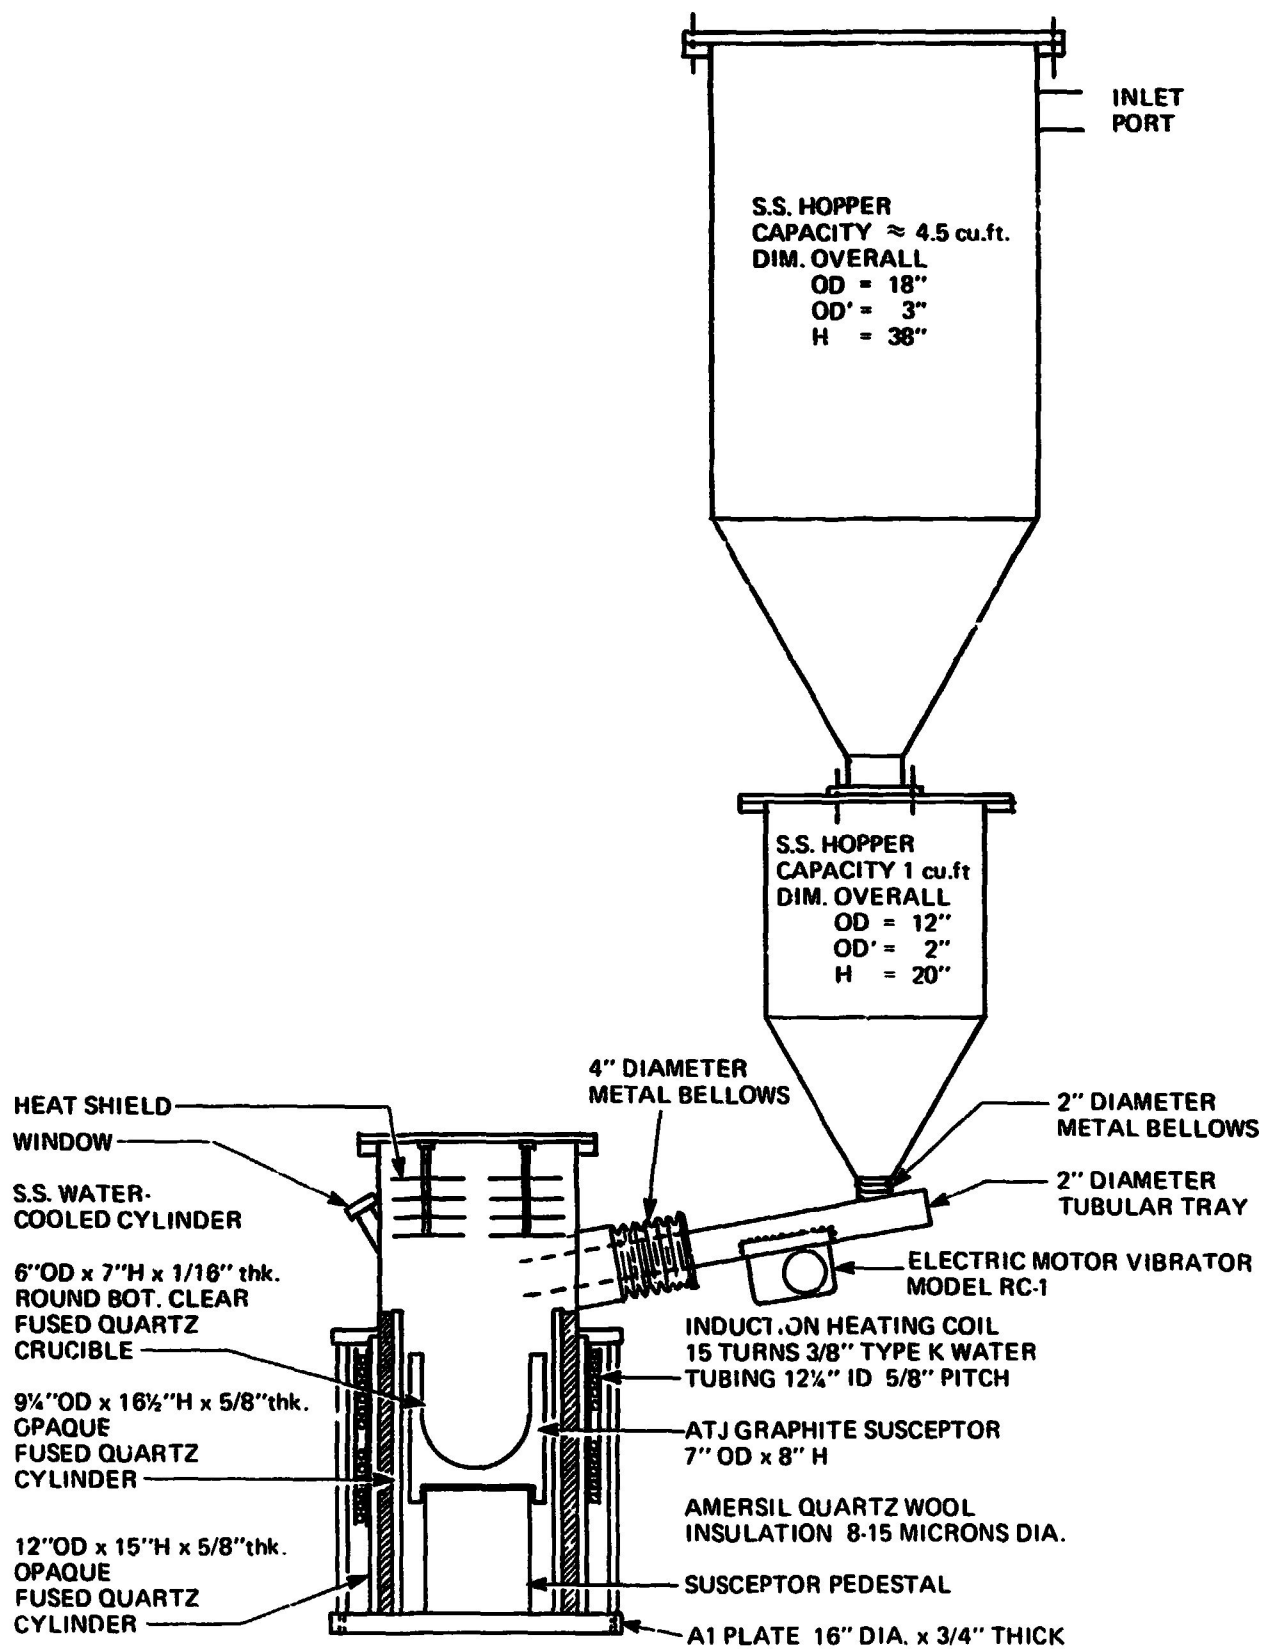 INLET
PORT
S.S. HOPPER
CAPACITY ≈ 4.5 cu.ft.
DIM. OVERALL
OD = 18"
OD' = 3"
H = 38"
S.S. HOPPER
CAPACITY 1 cu.ft
DIM. OVERALL
OD = 12"
OD' = 2"
H = 20"
4" DIAMETER
METAL BELLOWS
2" DIAMETER
METAL BELLOWS
2" DIAMETER
TUBULAR TRAY
ELECTRIC MOTOR VIBRATOR
MODEL RC-1
HEAT SHIELD
WINDOW
S.S. WATER-
COOLED CYLINDER
6"OD x 7"H x 1/16" thk.
ROUND BOT. CLEAR
FUSED QUARTZ
CRUCIBLE
9¼"OD x 16½"H x 5/8"thk.
OPAQUE
FUSED QUARTZ
CYLINDER
12"OD x 15"H x 5/8"thk.
OPAQUE
FUSED QUARTZ
CYLINDER
INDUCTION HEATING COIL
15 TURNS 3/8" TYPE K WATER
TUBING 12¼" ID 5/8" PITCH
ATJ GRAPHITE SUSCEPTOR
7" OD x 8" H
AMERSIL QUARTZ WOOL
INSULATION 8-15 MICRONS DIA.
SUSCEPTOR PEDESTAL
A1 PLATE 16" DIA. x 3/4" THICK